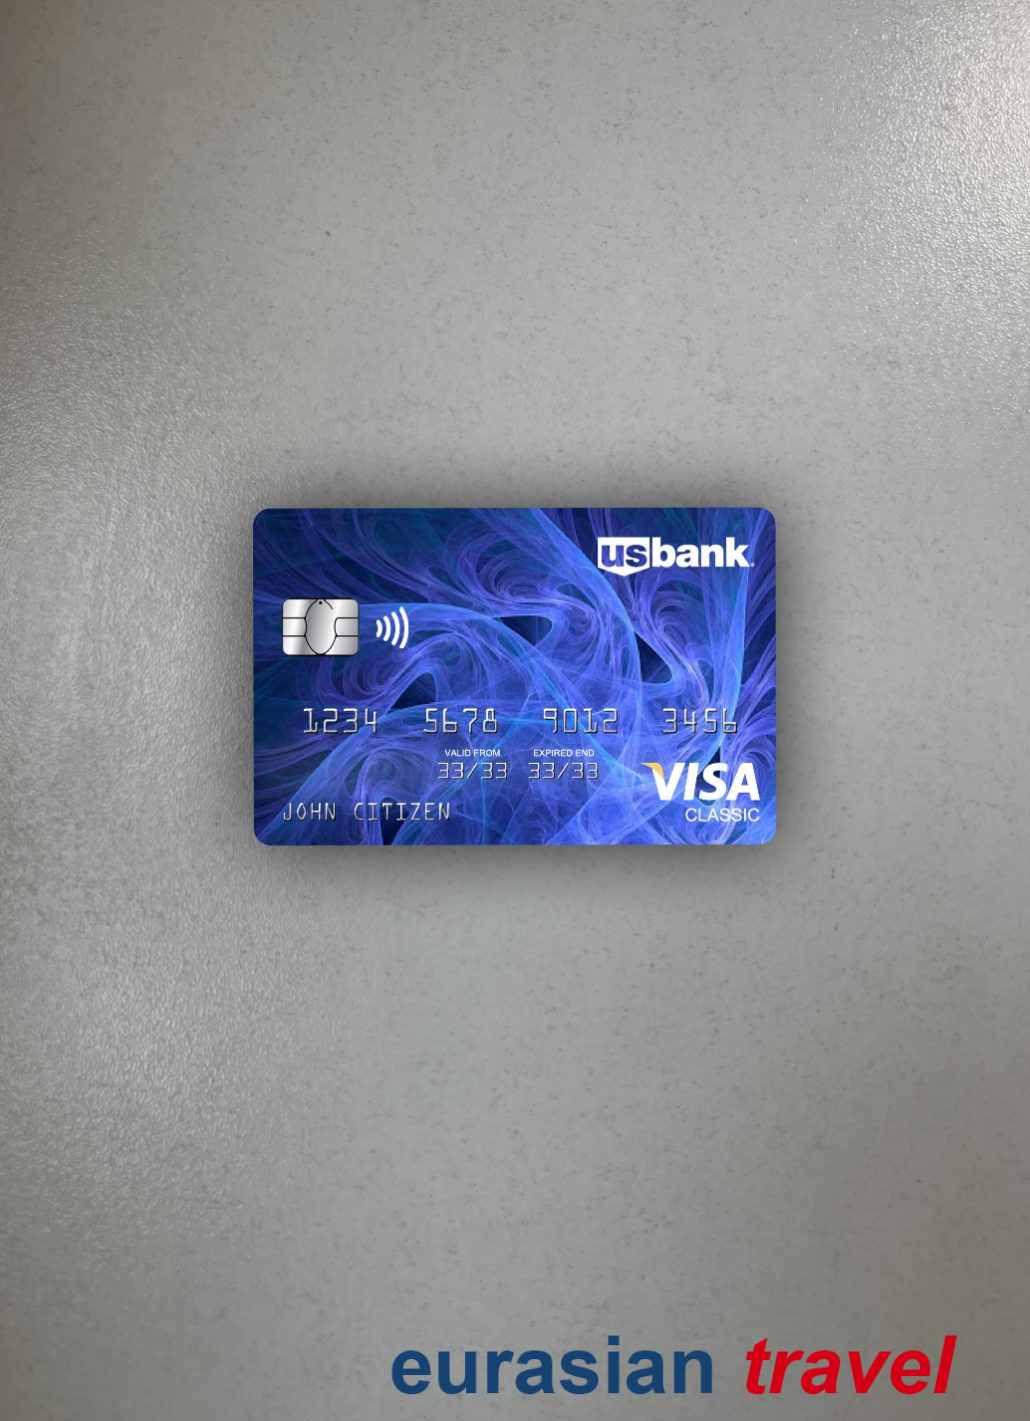 usbank
1234 5678 9012 3456
VALID FROM EXPIRED END
33/33 33/33
VISA
CLASSIC
JOHN CITIZEN
eurasian travel